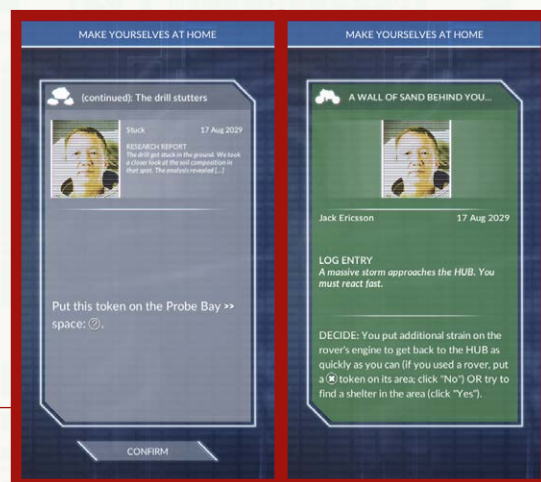 MAKE YOURSELVES AT HOME
(continued): The drill stutters
Stuck 17 Aug 2029
RESEARCH REPORT
The drill got stuck in the ground. We took
a closer look at the soil composition in
that spot. The analysis revealed [...]
Put this token on the Probe Bay >>
space: ?.
CONFIRM
MAKE YOURSELVES AT HOME
A WALL OF SAND BEHIND YOU...
Jack Ericsson 17 Aug 2029
LOG ENTRY
A massive storm approaches the HUB. You
must react fast.
DECIDE: You put additional strain on the
rover's engine to get back to the HUB as
quickly as you can (if you used a rover, put
a ✖ token on its area; click "No") OR try to
find a shelter in the area (click "Yes").